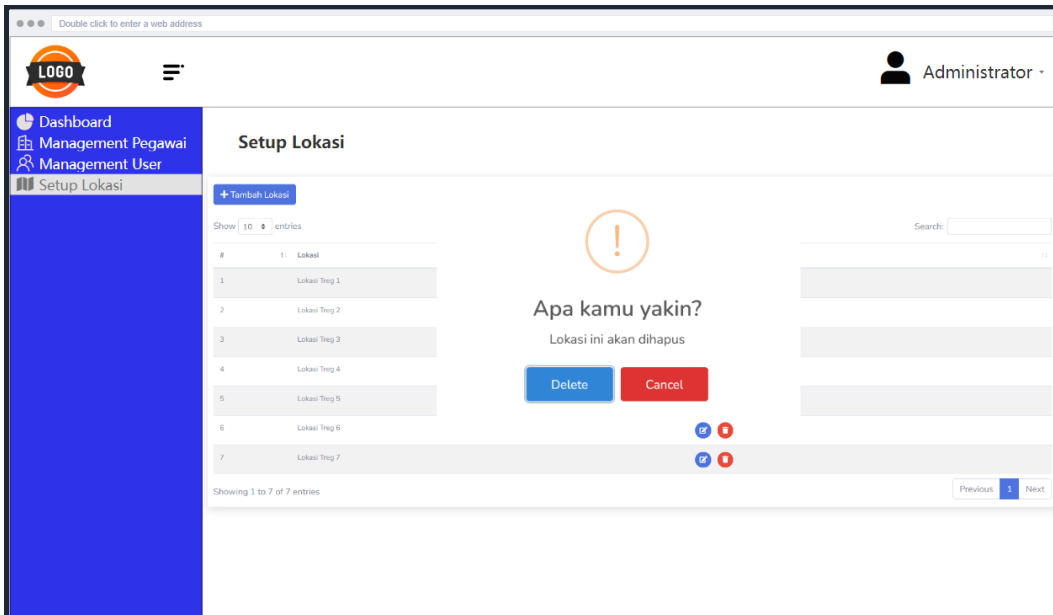 Double click to enter a web address
LOGO
Administrator
Dashboard
Management Pegawai
Management User
Setup Lokasi
Setup Lokasi
+ Tambah Lokasi
Show 10 entries
Search:
# Lokasi
1 Lokasi Treg 1
2 Lokasi Treg 2
3 Lokasi Treg 3
4 Lokasi Treg 4
5 Lokasi Treg 5
6 Lokasi Treg 6
7 Lokasi Treg 7
!
Apa kamu yakin?
Lokasi ini akan dihapus
Delete Cancel
Showing 1 to 7 of 7 entries
Previous 1 Next